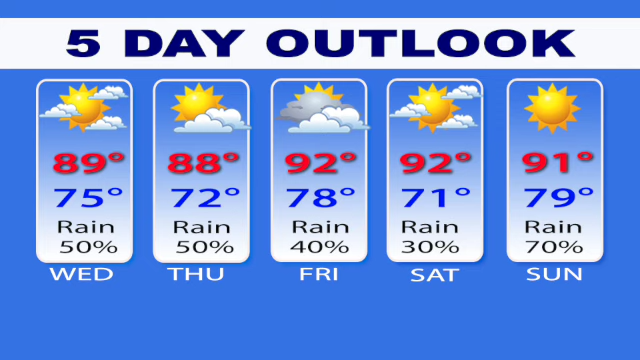 5 DAY OUTLOOK
89° 88° 92° 92° 91°
75° 72° 78° 71° 79°
Rain Rain Rain Rain Rain
50% 50% 40% 30% 70%
WED THU FRI SAT SUN